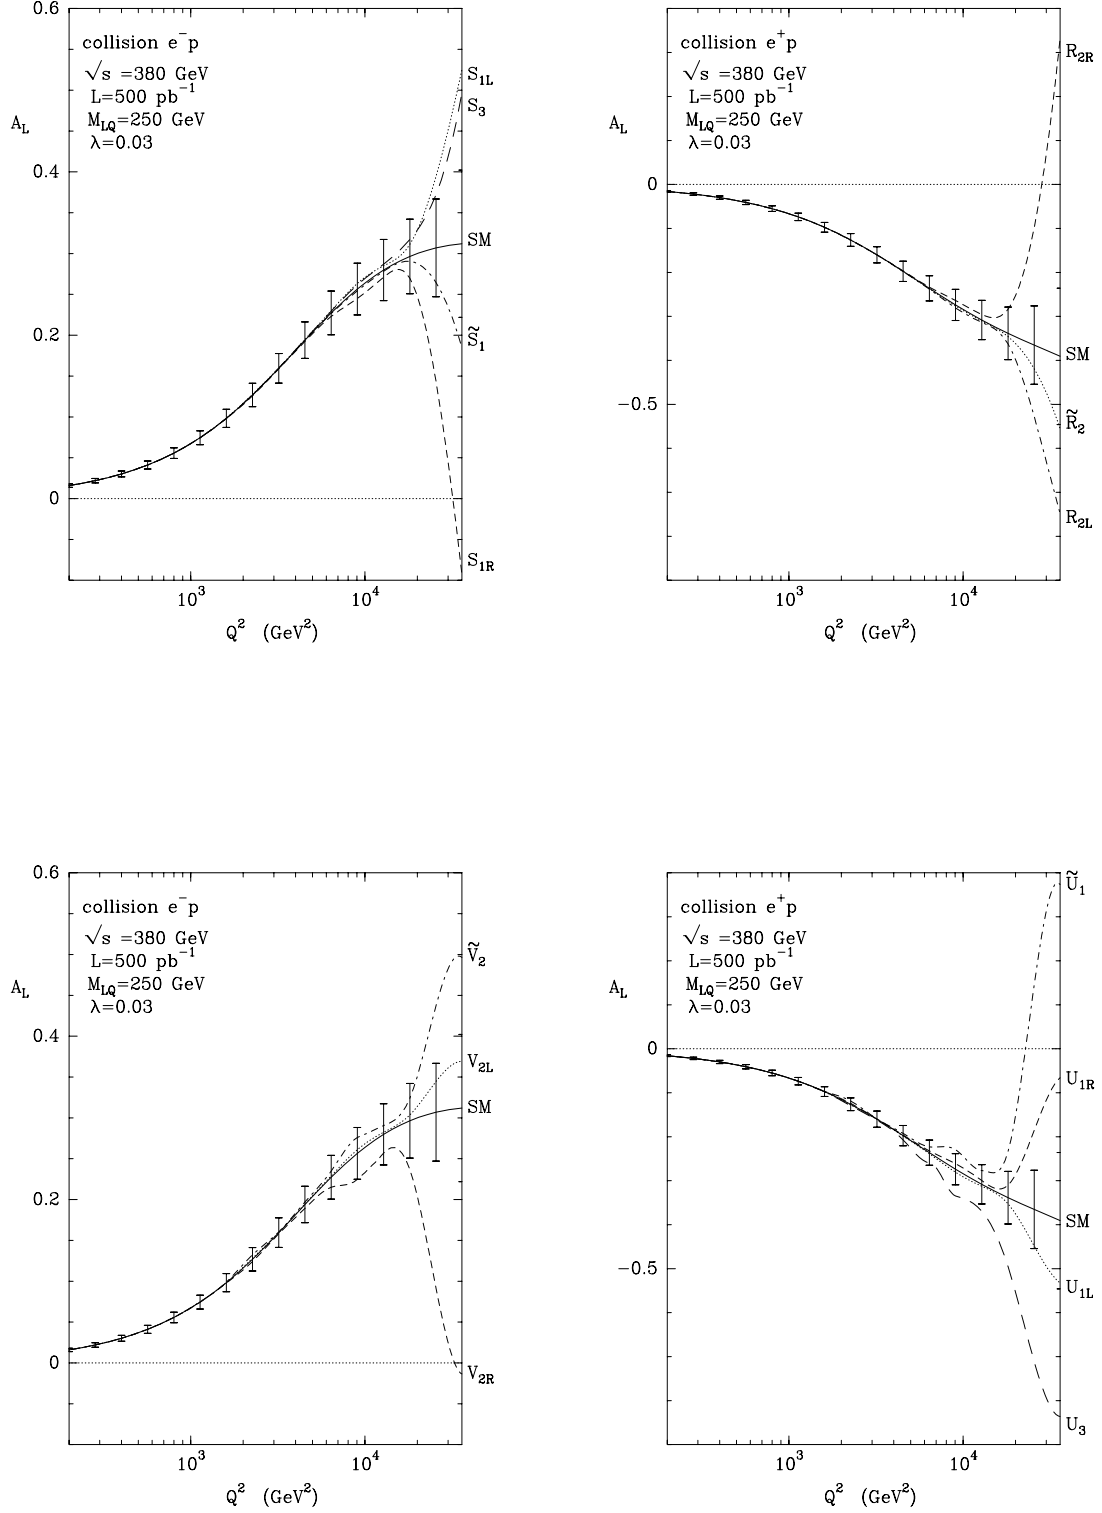 0.6
collision e⁻p
√s =380 GeV
L=500 pb⁻¹
M_LQ=250 GeV
λ=0.03
A_L
0.4
0.2
0
S_1L
S_3
SM
S̃_1
S_1R
10³
10⁴
Q² (GeV²)
collision e⁺p
√s =380 GeV
L=500 pb⁻¹
M_LQ=250 GeV
λ=0.03
A_L
0
−0.5
R_2R
SM
R̃_2
R_2L
10³
10⁴
Q² (GeV²)
0.6
collision e⁻p
√s =380 GeV
L=500 pb⁻¹
M_LQ=250 GeV
λ=0.03
A_L
0.4
0.2
0
Ṽ_2
V_2L
SM
V_2R
10³
10⁴
Q² (GeV²)
collision e⁺p
√s =380 GeV
L=500 pb⁻¹
M_LQ=250 GeV
λ=0.03
A_L
0
−0.5
Ũ_1
U_1R
SM
U_1L
U_3
10³
10⁴
Q² (GeV²)